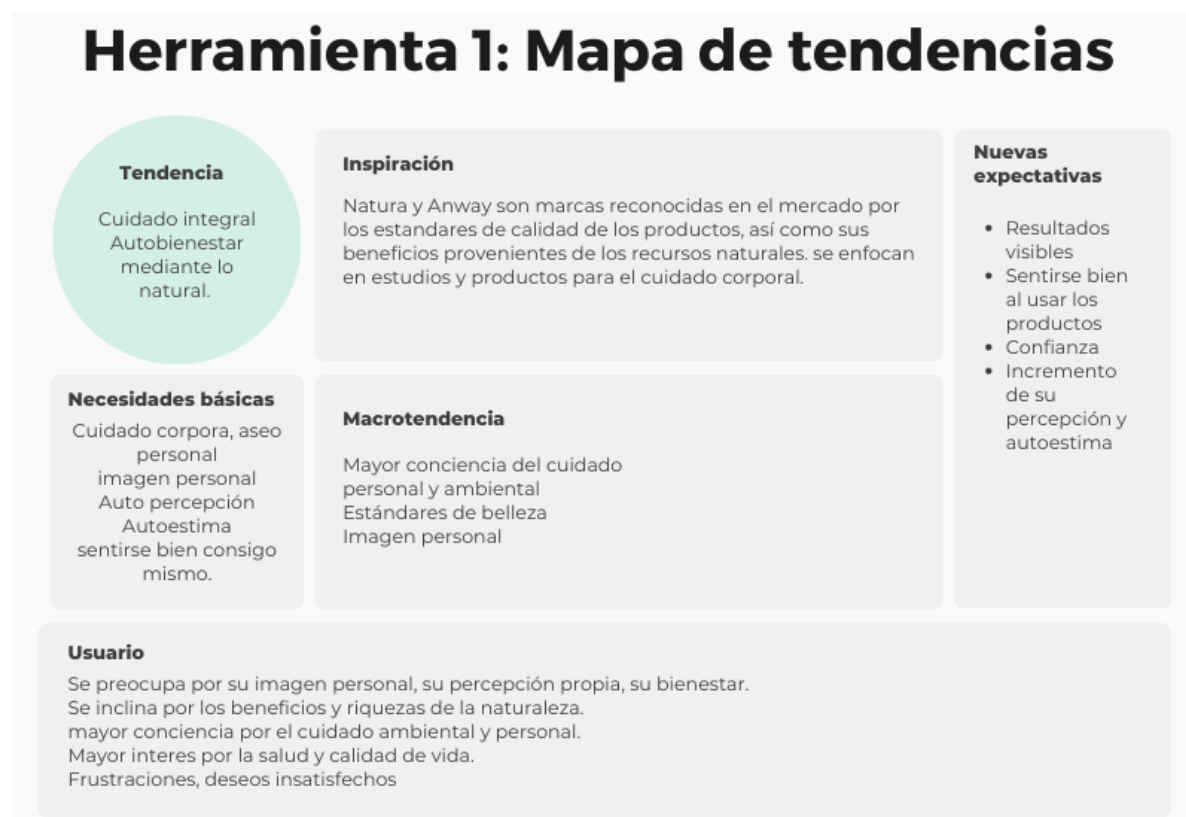 Herramienta 1: Mapa de tendencias
Tendencia
Cuidado integral
Autobienestar
mediante lo
natural.
Inspiración
Natura y Anway son marcas reconocidas en el mercado por
los estandares de calidad de los productos, así como sus
beneficios provenientes de los recursos naturales. se enfocan
en estudios y productos para el cuidado corporal.
Nuevas
expectativas
• Resultados
visibles
• Sentirse bien
al usar los
productos
• Confianza
• Incremento
de su
percepción y
autoestima
Necesidades básicas
Cuidado corpora, aseo
personal
imagen personal
Auto percepción
Autoestima
sentirse bien consigo
mismo.
Macrotendencia
Mayor conciencia del cuidado
personal y ambiental
Estándares de belleza
Imagen personal
Usuario
Se preocupa por su imagen personal, su percepción propia, su bienestar.
Se inclina por los beneficios y riquezas de la naturaleza.
mayor conciencia por el cuidado ambiental y personal.
Mayor interes por la salud y calidad de vida.
Frustraciones, deseos insatisfechos